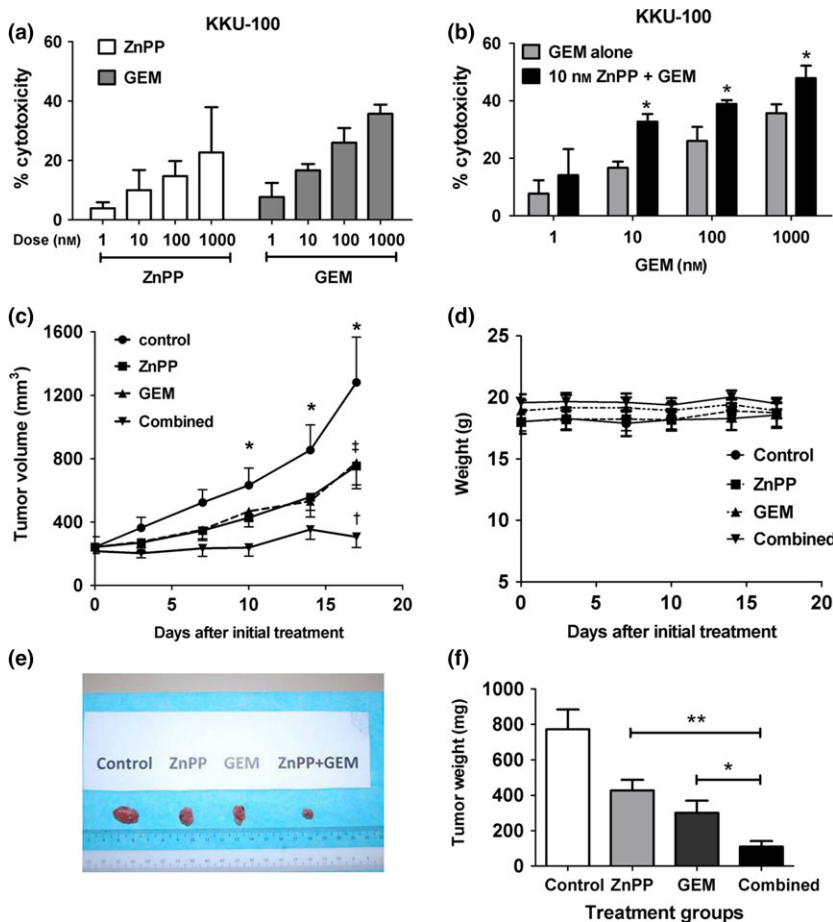 (a)
KKU-100
ZnPP
GEM
% cytotoxicity
60
40
20
0
Dose (nM)
1 10 100 1000 1 10 100 1000
ZnPP GEM
(b)
KKU-100
GEM alone
10 nM ZnPP + GEM
% cytotoxicity
60
40
20
0
* * *
1 10 100 1000
GEM (nM)
(c)
control
ZnPP
GEM
Combined
Tumor volume (mm³)
1600
1200
800
400
0
* * *
‡
†
0 5 10 15 20
Days after initial treatment
(d)
Weight (g)
25
20
15
10
5
Control
ZnPP
GEM
Combined
0 5 10 15 20
Days after initial treatment
(e)
Control ZnPP GEM ZnPP+GEM
(f)
Tumor weight (mg)
1000
800
600
400
200
0
**
*
Control ZnPP GEM Combined
Treatment groups